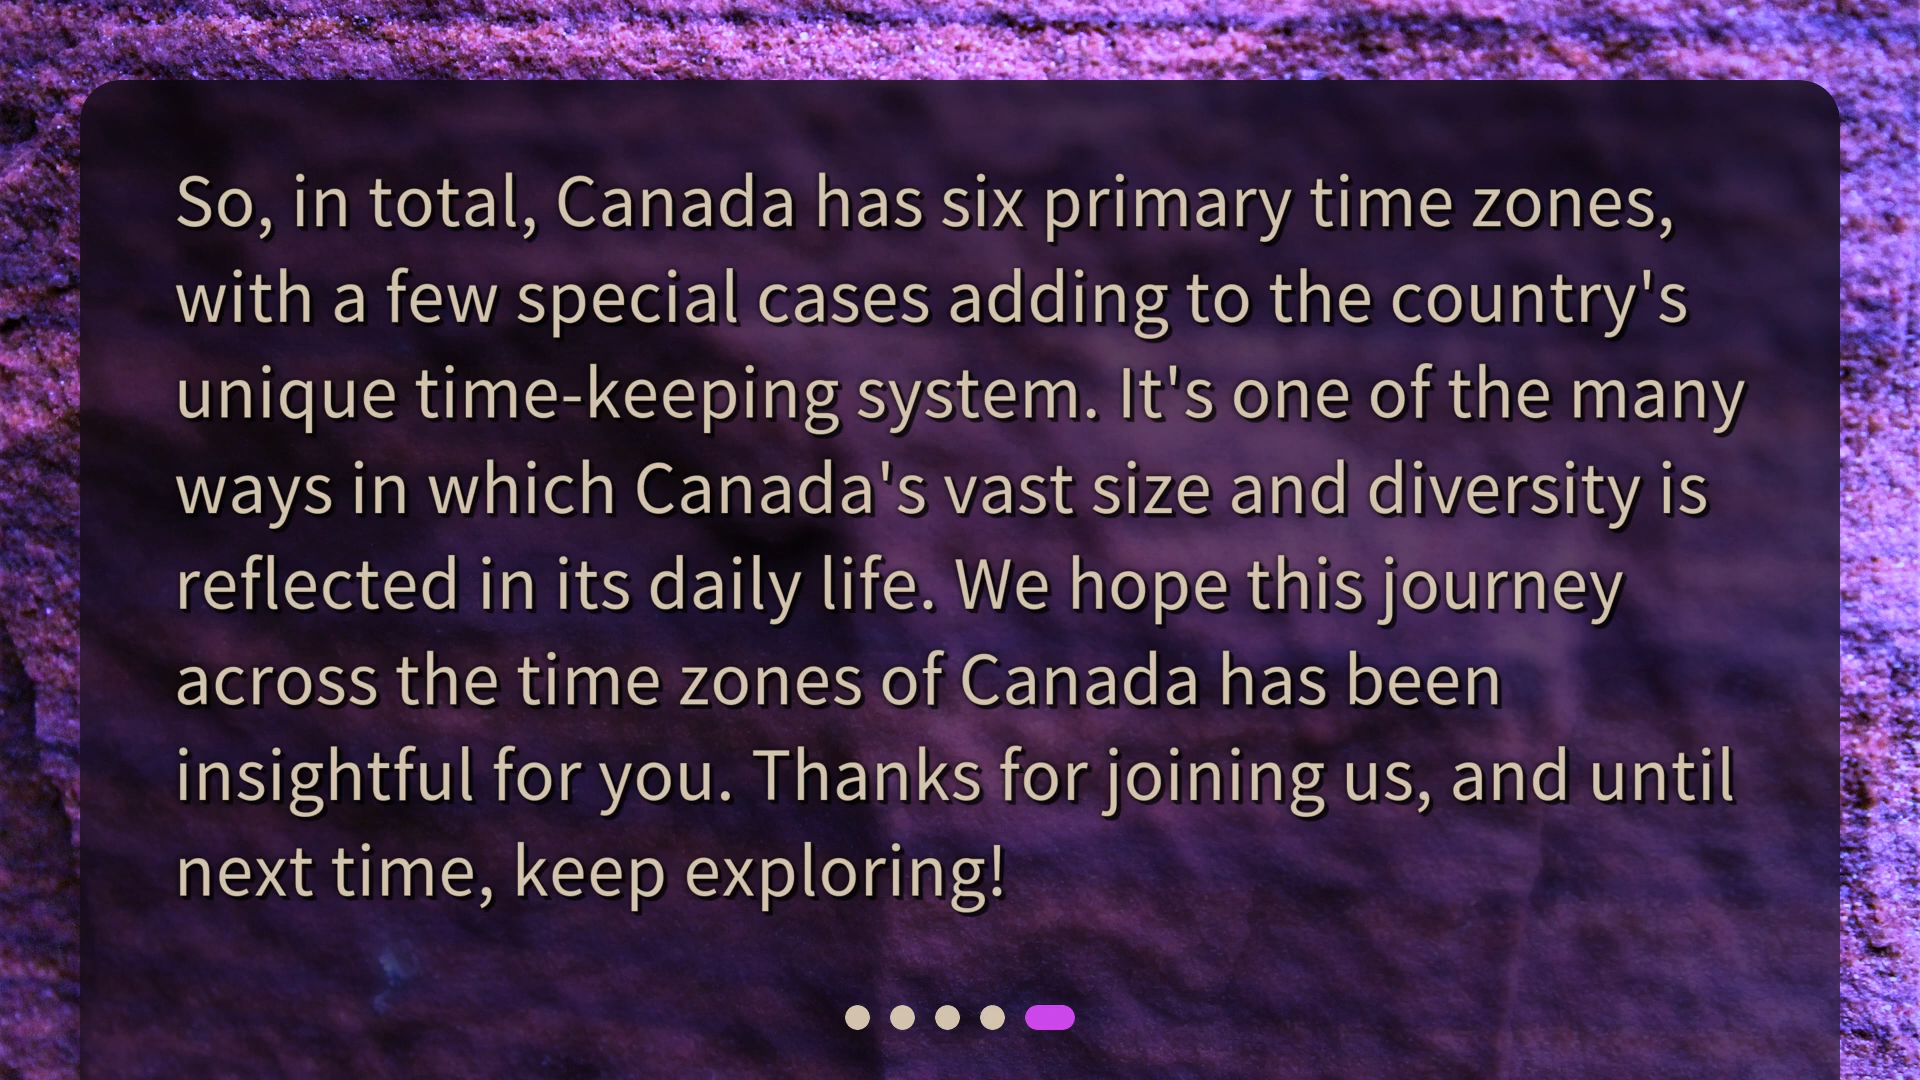 So, in total, Canada has six primary time zones,
with a few special cases adding to the country's
unique time-keeping system. It's one of the many
ways in which Canada's vast size and diversity is
reflected in its daily life. We hope this journey
across the time zones of Canada has been
insightful for you. Thanks for joining us, and until
next time, keep exploring!